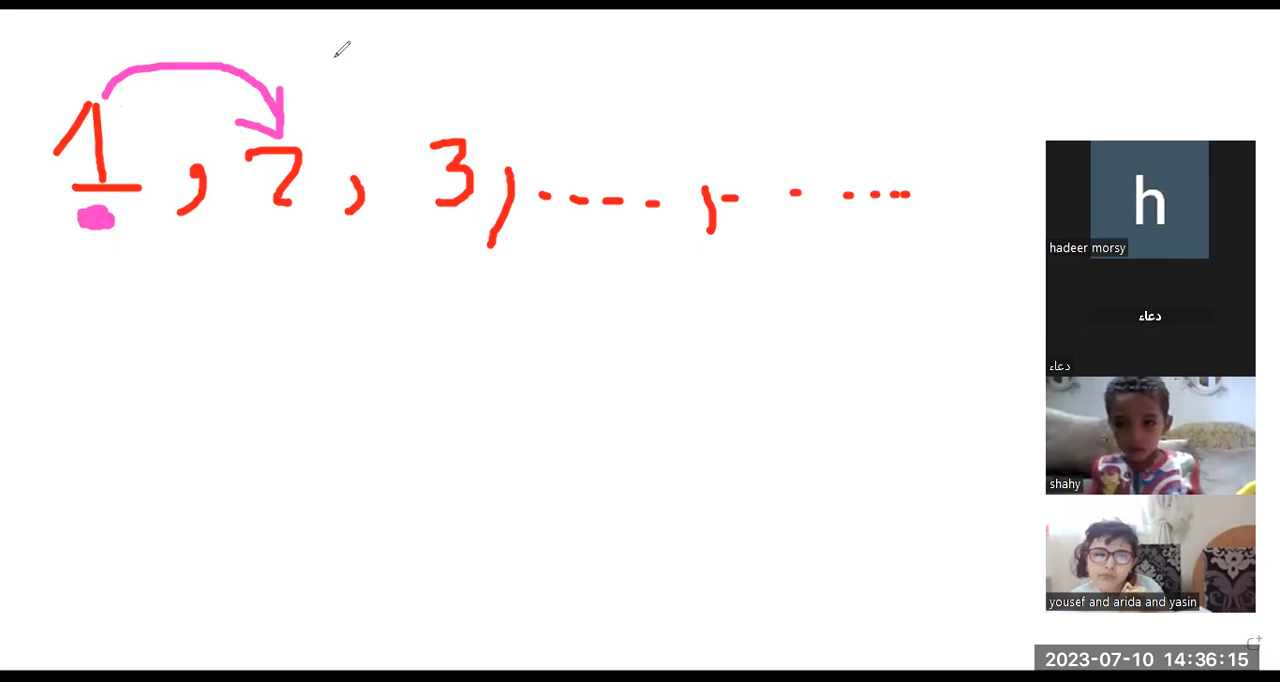 1 , 2 , 3 , ..... , .....
h
hadeer morsy
دعاء
دعاء
shahy
yousef and arida and yasin
2023-07-10 14:36:15